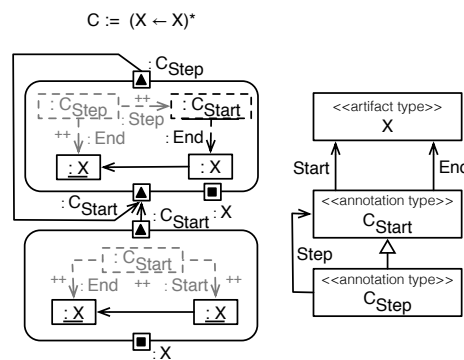 C := (X ← X)*
: C_Step
: C_Step
++
: Step
: C_Start
++
: End
: End
: X
: X
: C_Start
: C_Start
: X
++
: C_Start
++
: End
++
: Start
: X
: X
: X
<<artifact type>>
X
Start
End
<<annotation type>>
C_Start
Step
<<annotation type>>
C_Step